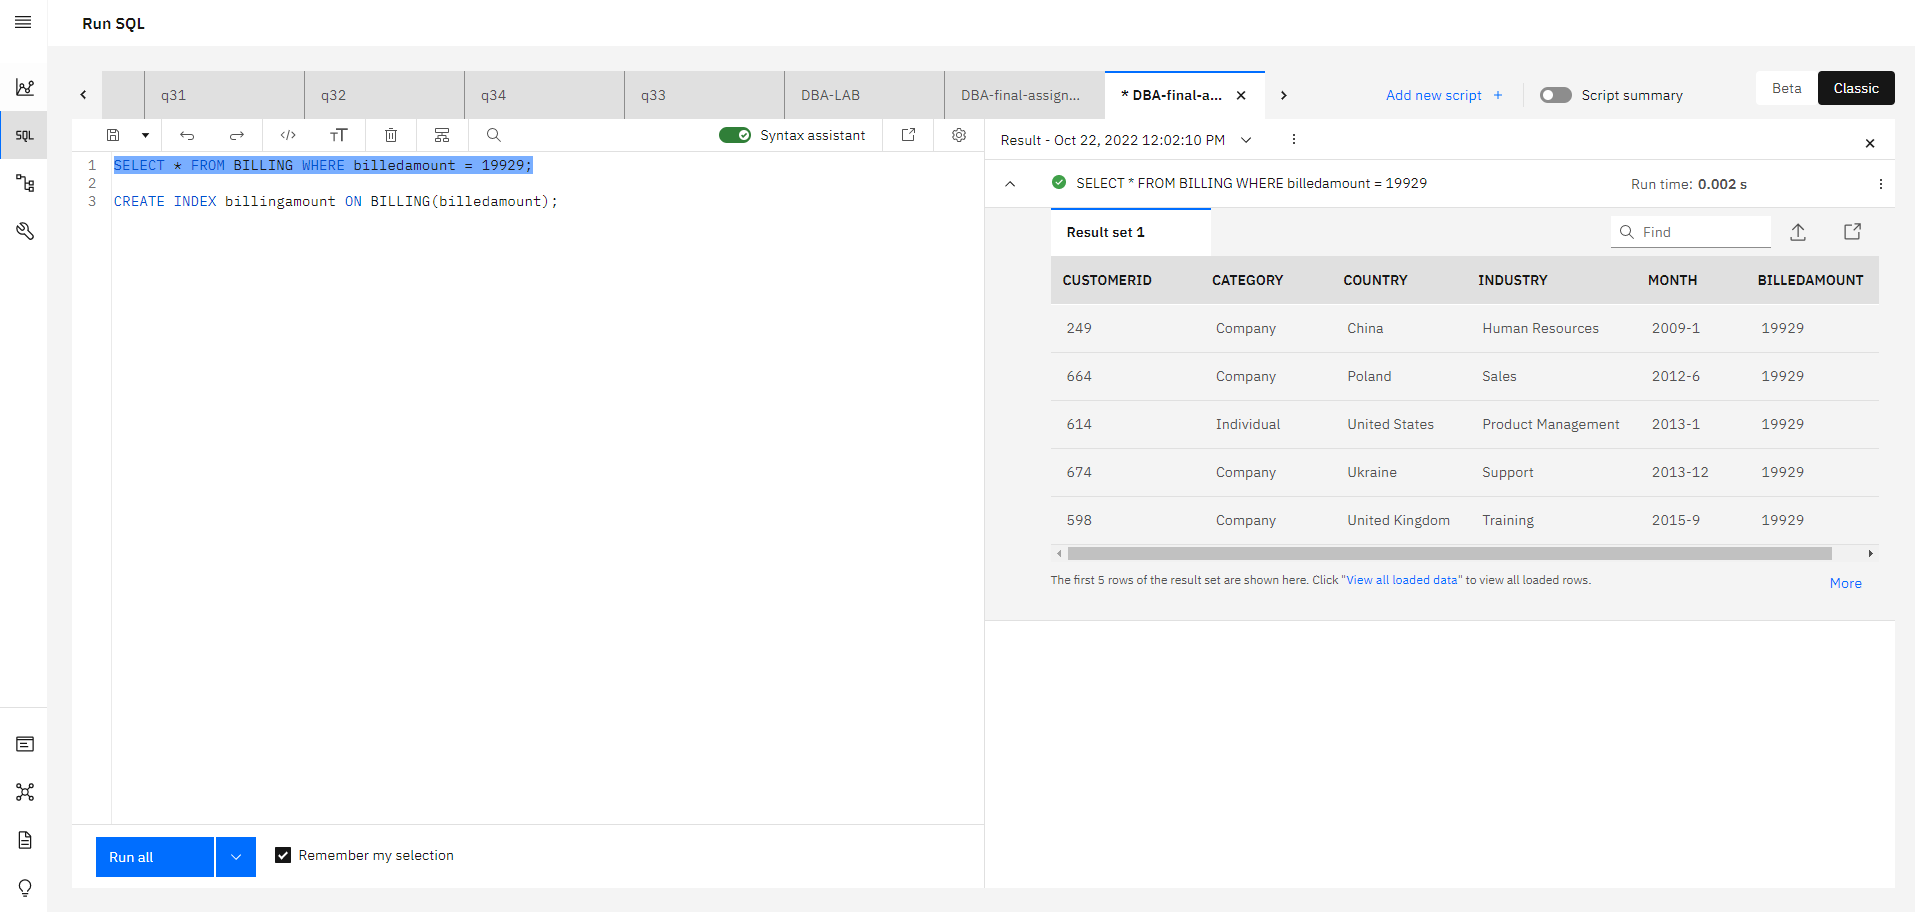 Run SQL
q31 q32 q34 q33 DBA-LAB DBA-final-assign... * DBA-final-a...
Add new script + Script summary Beta Classic
SQL
Syntax assistant
1 SELECT * FROM BILLING WHERE billedamount = 19929;
2
3 CREATE INDEX billingamount ON BILLING(billedamount);
Run all Remember my selection
Result - Oct 22, 2022 12:02:10 PM
SELECT * FROM BILLING WHERE billedamount = 19929 Run time: 0.002 s
Result set 1 Find
CUSTOMERID CATEGORY COUNTRY INDUSTRY MONTH BILLEDAMOUNT
249 Company China Human Resources 2009-1 19929
664 Company Poland Sales 2012-6 19929
614 Individual United States Product Management 2013-1 19929
674 Company Ukraine Support 2013-12 19929
598 Company United Kingdom Training 2015-9 19929
The first 5 rows of the result set are shown here. Click "View all loaded data" to view all loaded rows.
More